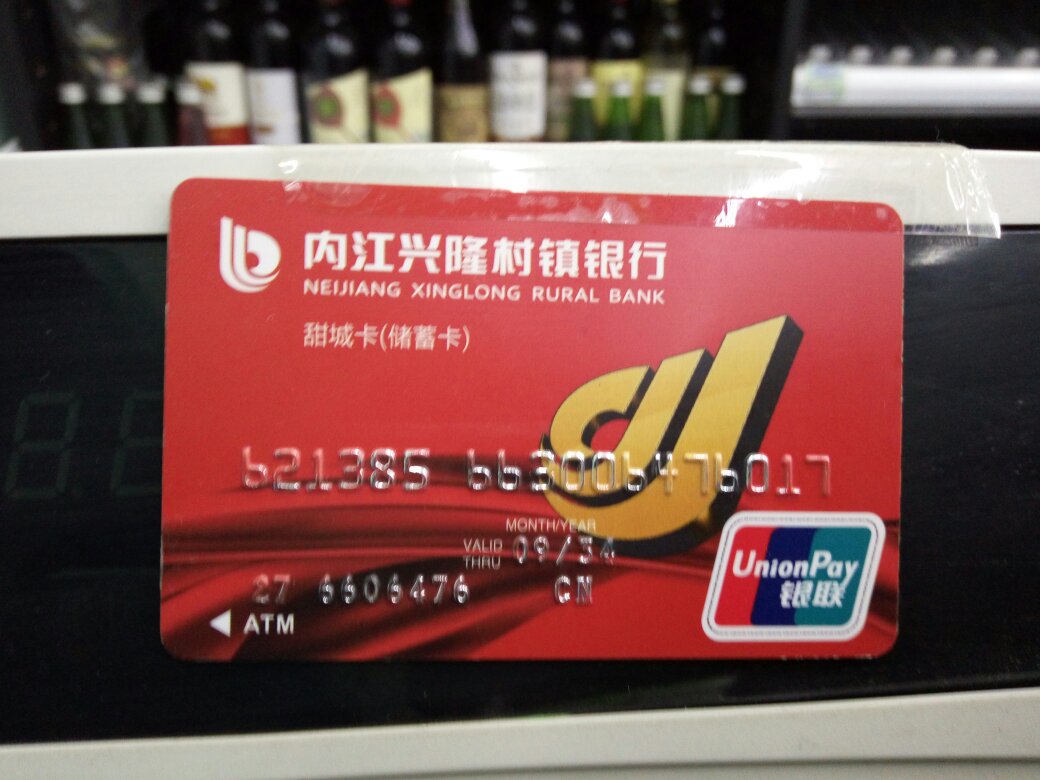 内江兴隆村镇银行
NEIJIANG XINGLONG RURAL BANK
甜城卡(储蓄卡)
621385 663006476017
MONTH/YEAR
VALID THRU 09/34
27 6606476 CN
ATM
UnionPay
银联